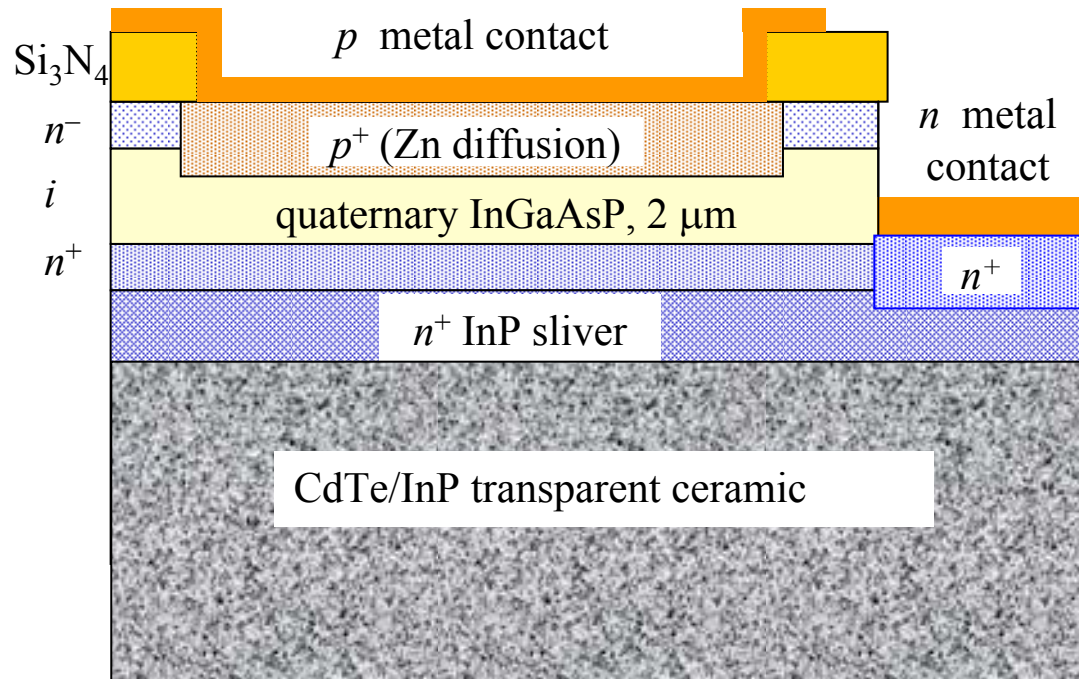 p metal contact
Si₃N₄
n⁻
p⁺ (Zn diffusion)
n metal
contact
i
quaternary InGaAsP, 2 μm
n⁺
n⁺
n⁺ InP sliver
CdTe/InP transparent ceramic